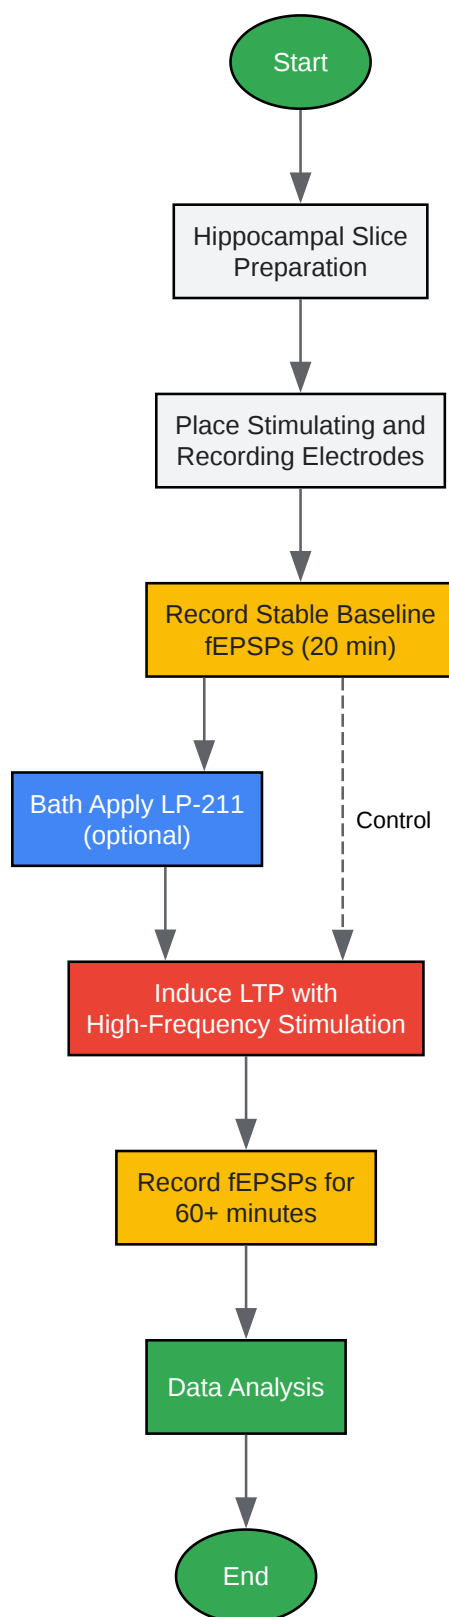 Start
Hippocampal Slice
Preparation
Place Stimulating and
Recording Electrodes
Record Stable Baseline
fEPSPs (20 min)
Bath Apply LP-211
(optional)
Control
Induce LTP with
High-Frequency Stimulation
Record fEPSPs for
60+ minutes
Data Analysis
End